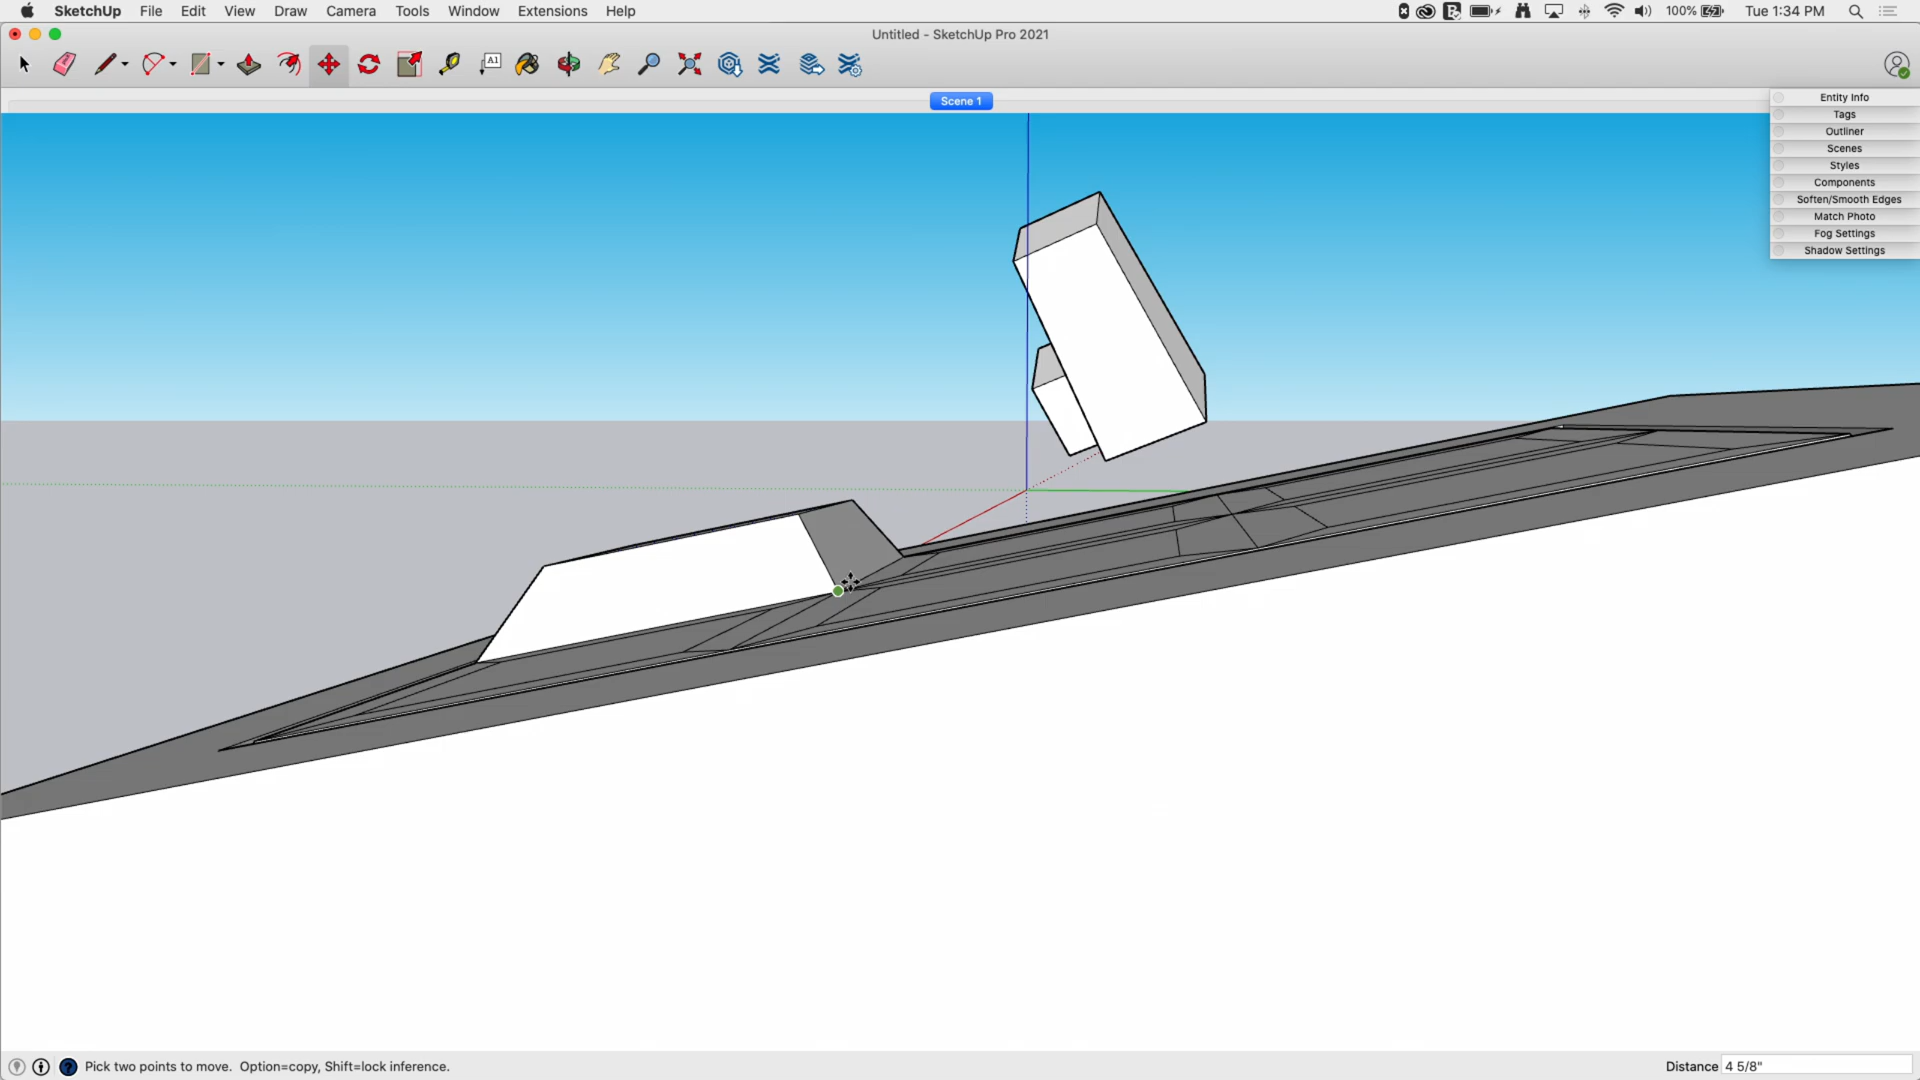 SketchUp File Edit View Draw Camera Tools Window Extensions Help 100% Tue 1:34 PM
Untitled - SketchUp Pro 2021
A1
Scene 1
Entity Info
Tags
Outliner
Scenes
Styles
Components
Soften/Smooth Edges
Match Photo
Fog Settings
Shadow Settings
Pick two points to move. Option=copy, Shift=lock inference. Distance 4 5/8"